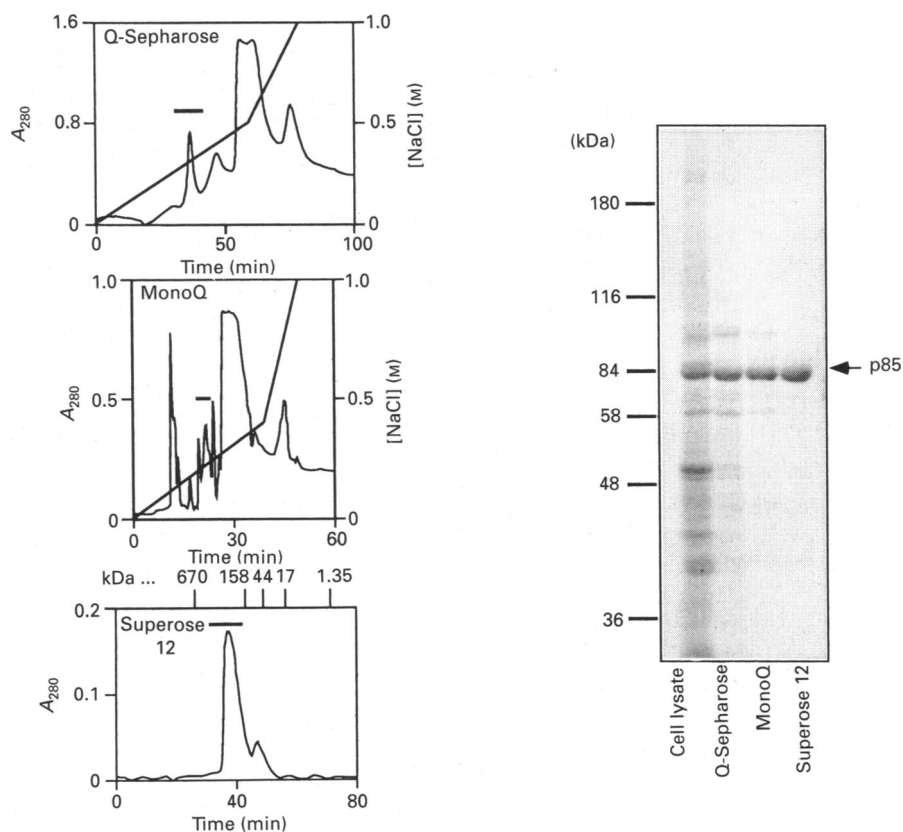 1.6
Q-Sepharose
1.0
A280
0.8
0.5
[NaCl] (M)
0
0
0
50
100
Time (min)
1.0
MonoQ
1.0
A280
0.5
0.5
[NaCl] (M)
0
0
0
30
60
Time (min)
kDa ... 670 158 44 17 1.35
0.2
Superose
12
A280
0.1
0
0
40
80
Time (min)
(kDa)
180
116
84
p85
58
48
36
Cell lysate
Q-Sepharose
MonoQ
Superose 12